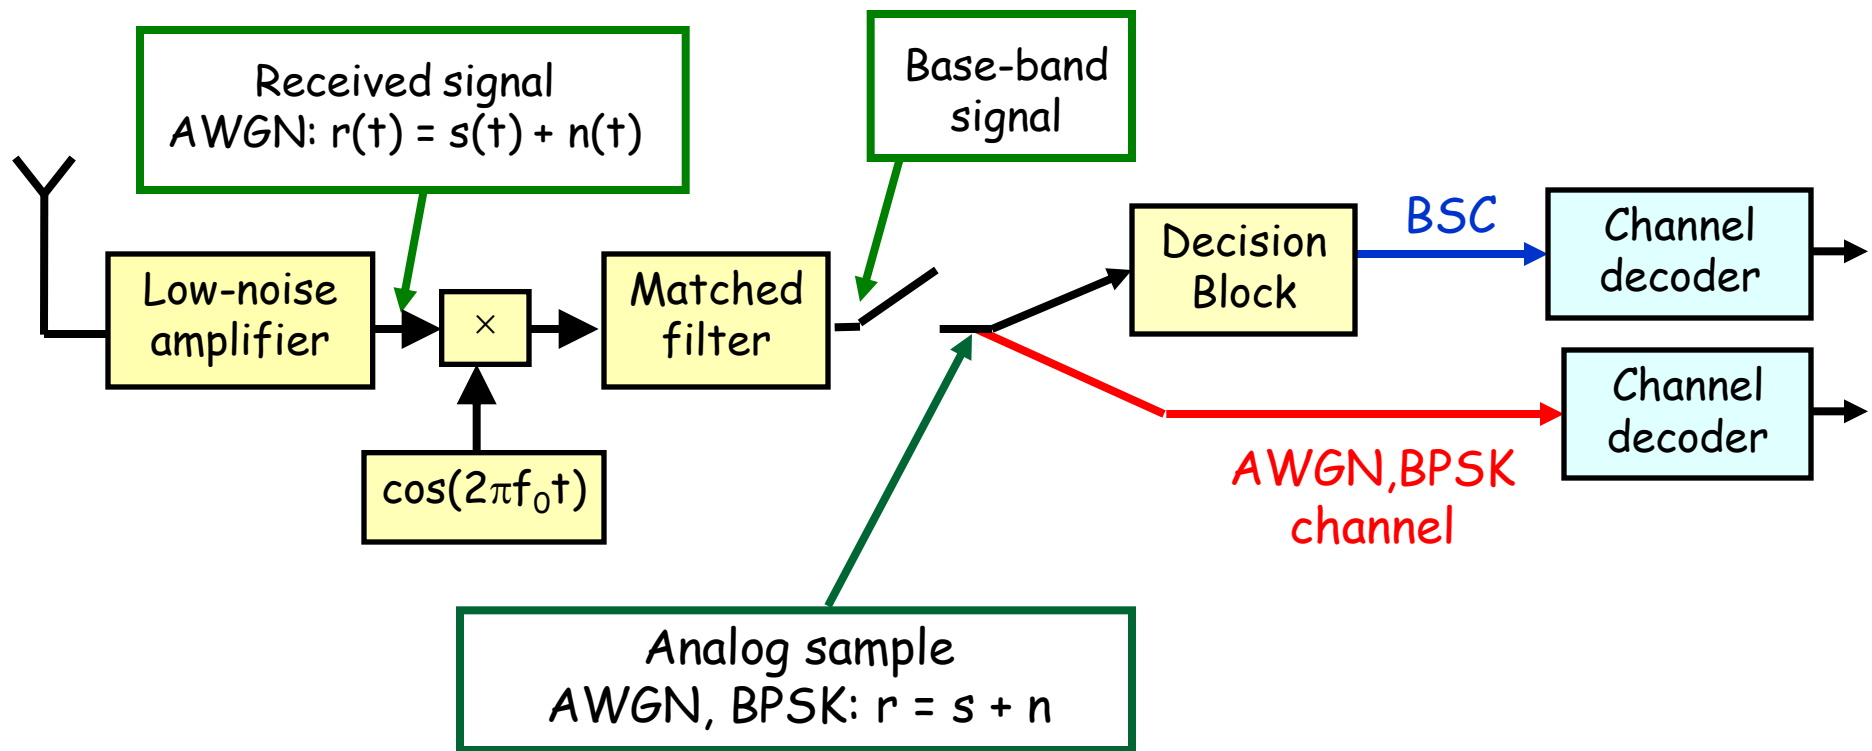 Received signal
AWGN: r(t) = s(t) + n(t)
Base-band
signal
Low-noise
amplifier
×
Matched
filter
Decision
Block
BSC
Channel
decoder
cos(2πf₀t)
AWGN,BPSK
channel
Channel
decoder
Analog sample
AWGN, BPSK: r = s + n